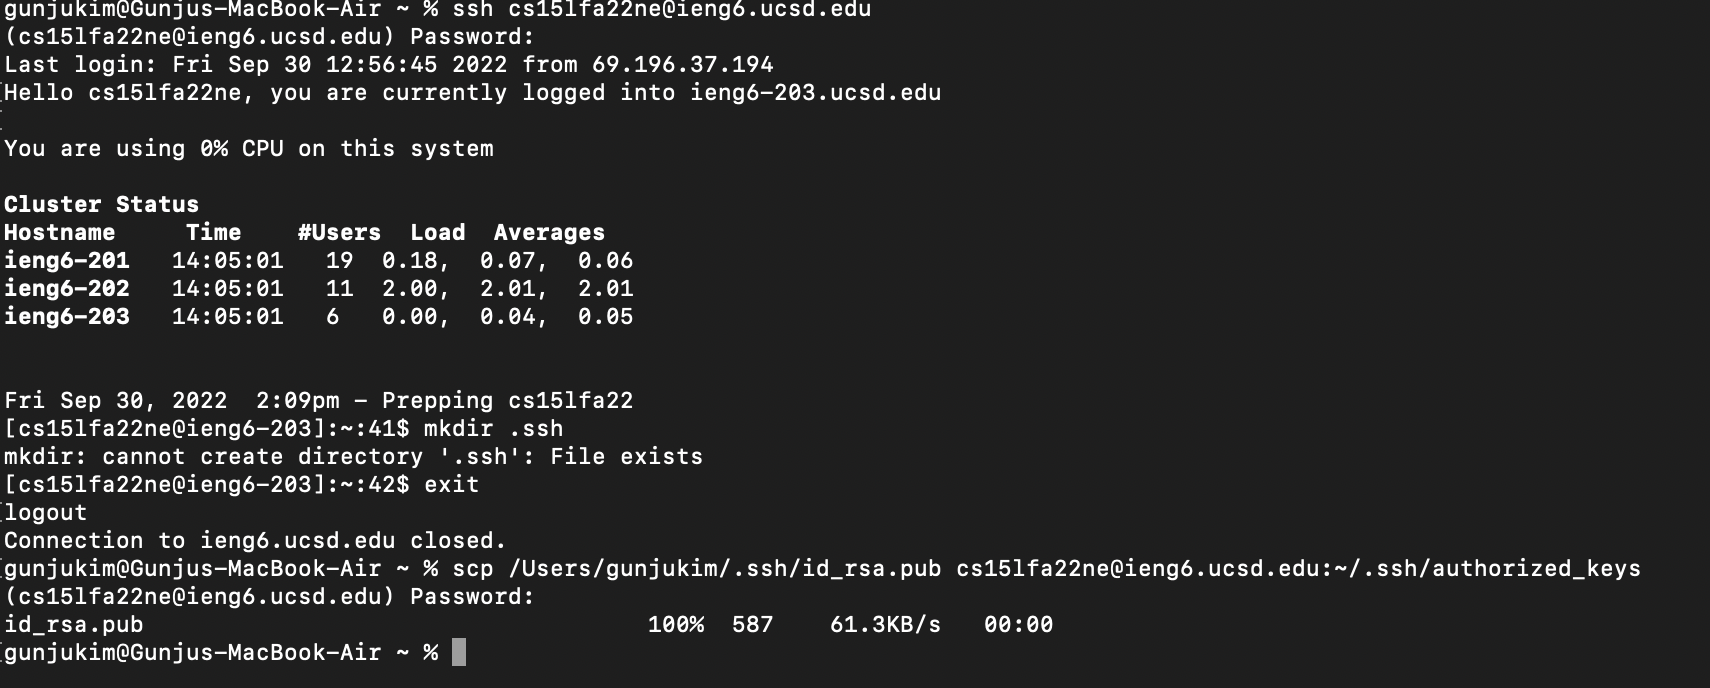 gunjukim@Gunjus-MacBook-Air ~ % ssh cs15lfa22ne@ieng6.ucsd.edu
(cs15lfa22ne@ieng6.ucsd.edu) Password:
Last login: Fri Sep 30 12:56:45 2022 from 69.196.37.194
Hello cs15lfa22ne, you are currently logged into ieng6-203.ucsd.edu
You are using 0% CPU on this system
Cluster Status
Hostname     Time    #Users  Load  Averages
ieng6-201   14:05:01   19  0.18,  0.07,  0.06
ieng6-202   14:05:01   11  2.00,  2.01,  2.01
ieng6-203   14:05:01   6   0.00,  0.04,  0.05
Fri Sep 30, 2022  2:09pm - Prepping cs15lfa22
[cs15lfa22ne@ieng6-203]:~:41$ mkdir .ssh
mkdir: cannot create directory '.ssh': File exists
[cs15lfa22ne@ieng6-203]:~:42$ exit
logout
Connection to ieng6.ucsd.edu closed.
gunjukim@Gunjus-MacBook-Air ~ % scp /Users/gunjukim/.ssh/id_rsa.pub cs15lfa22ne@ieng6.ucsd.edu:~/.ssh/authorized_keys
(cs15lfa22ne@ieng6.ucsd.edu) Password:
id_rsa.pub                                    100%  587    61.3KB/s   00:00
gunjukim@Gunjus-MacBook-Air ~ %